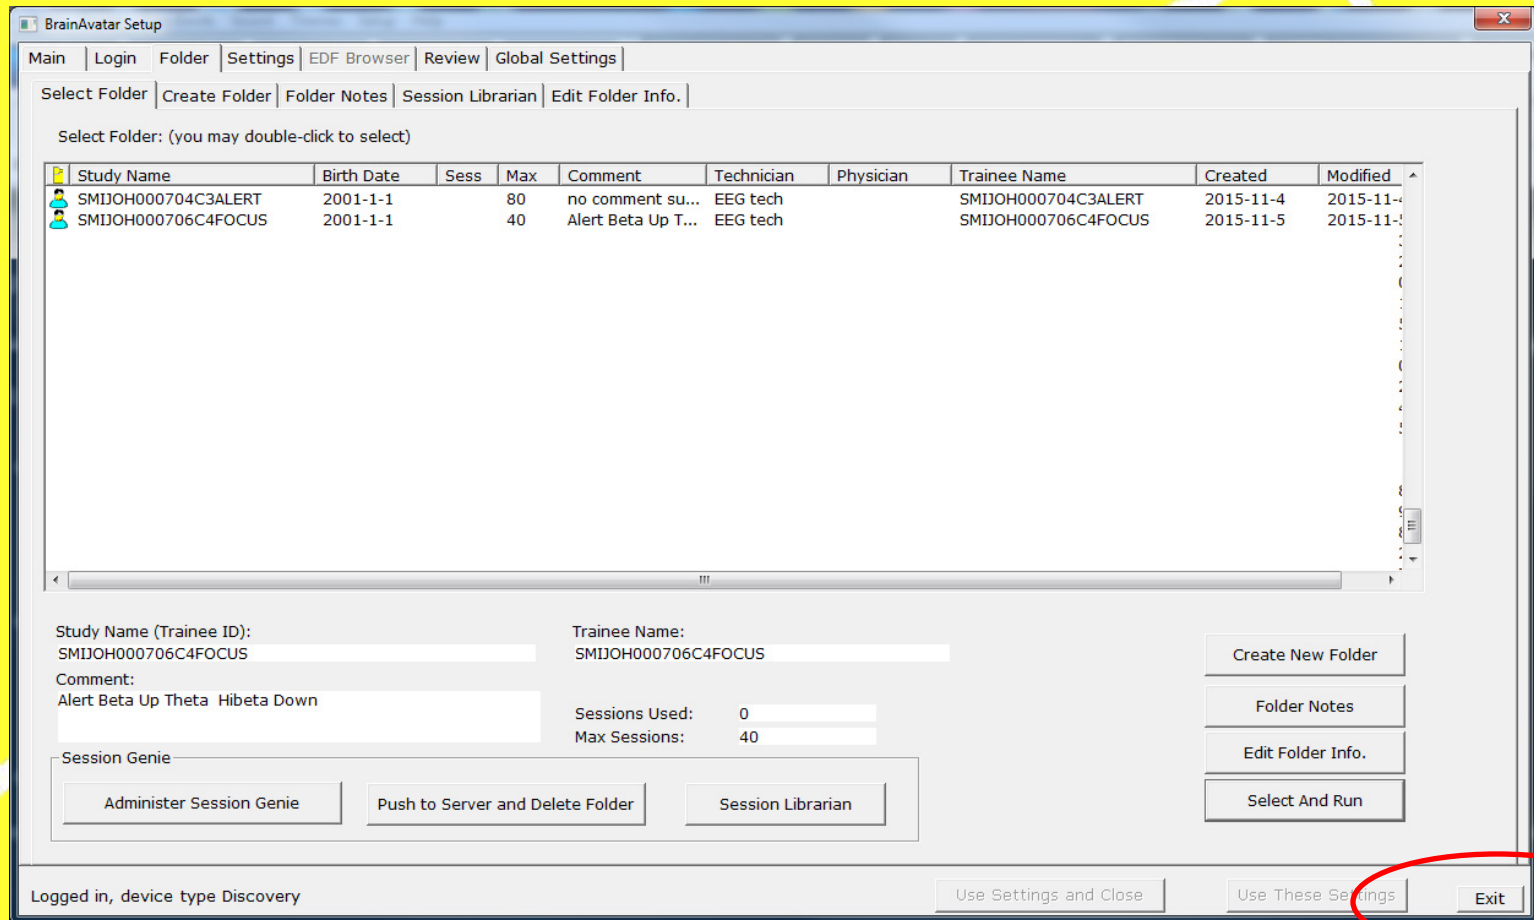 BrainAvatar Setup
Main Login Folder Settings EDF Browser Review Global Settings
Select Folder Create Folder Folder Notes Session Librarian Edit Folder Info.
Select Folder: (you may double-click to select)
Study Name Birth Date Sess Max Comment Technician Physician Trainee Name Created Modified
SMIJOH000704C3ALERT 2001-1-1 80 no comment su... EEG tech SMIJOH000704C3ALERT 2015-11-4 2015-11-4
SMIJOH000706C4FOCUS 2001-1-1 40 Alert Beta Up T... EEG tech SMIJOH000706C4FOCUS 2015-11-5 2015-11-5
Study Name (Trainee ID):
SMIJOH000706C4FOCUS
Trainee Name:
SMIJOH000706C4FOCUS
Comment:
Alert Beta Up Theta  Hibeta Down
Sessions Used: 0
Max Sessions: 40
Create New Folder
Folder Notes
Edit Folder Info.
Select And Run
Session Genie
Administer Session Genie Push to Server and Delete Folder Session Librarian
Logged in, device type Discovery
Use Settings and Close Use These Settings Exit